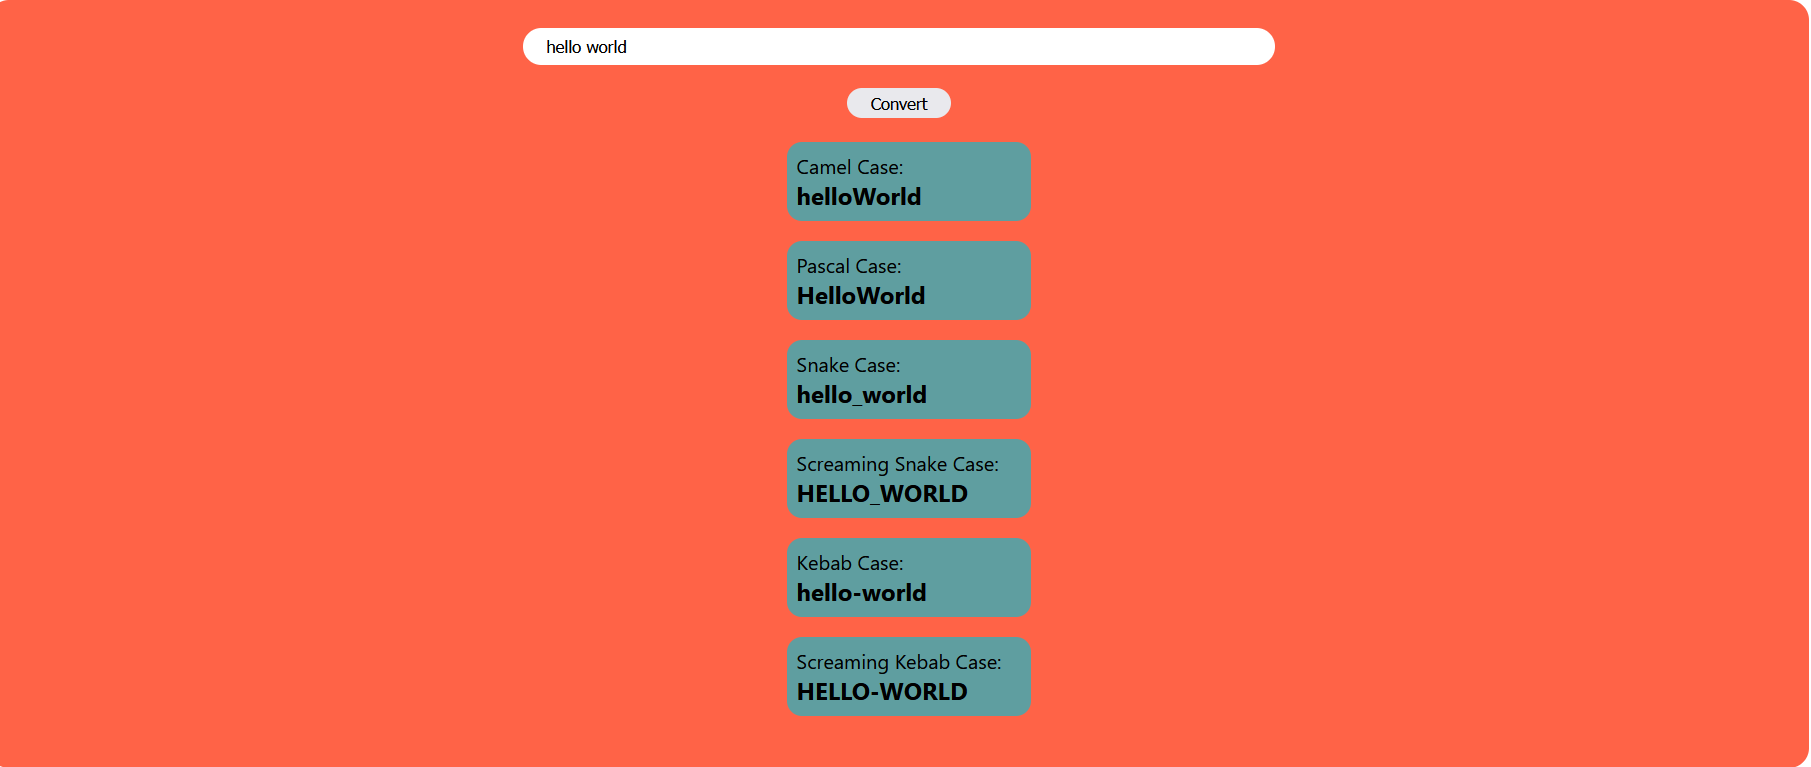 hello world
Convert
Camel Case:
helloWorld
Pascal Case:
HelloWorld
Snake Case:
hello_world
Screaming Snake Case:
HELLO_WORLD
Kebab Case:
hello-world
Screaming Kebab Case:
HELLO-WORLD